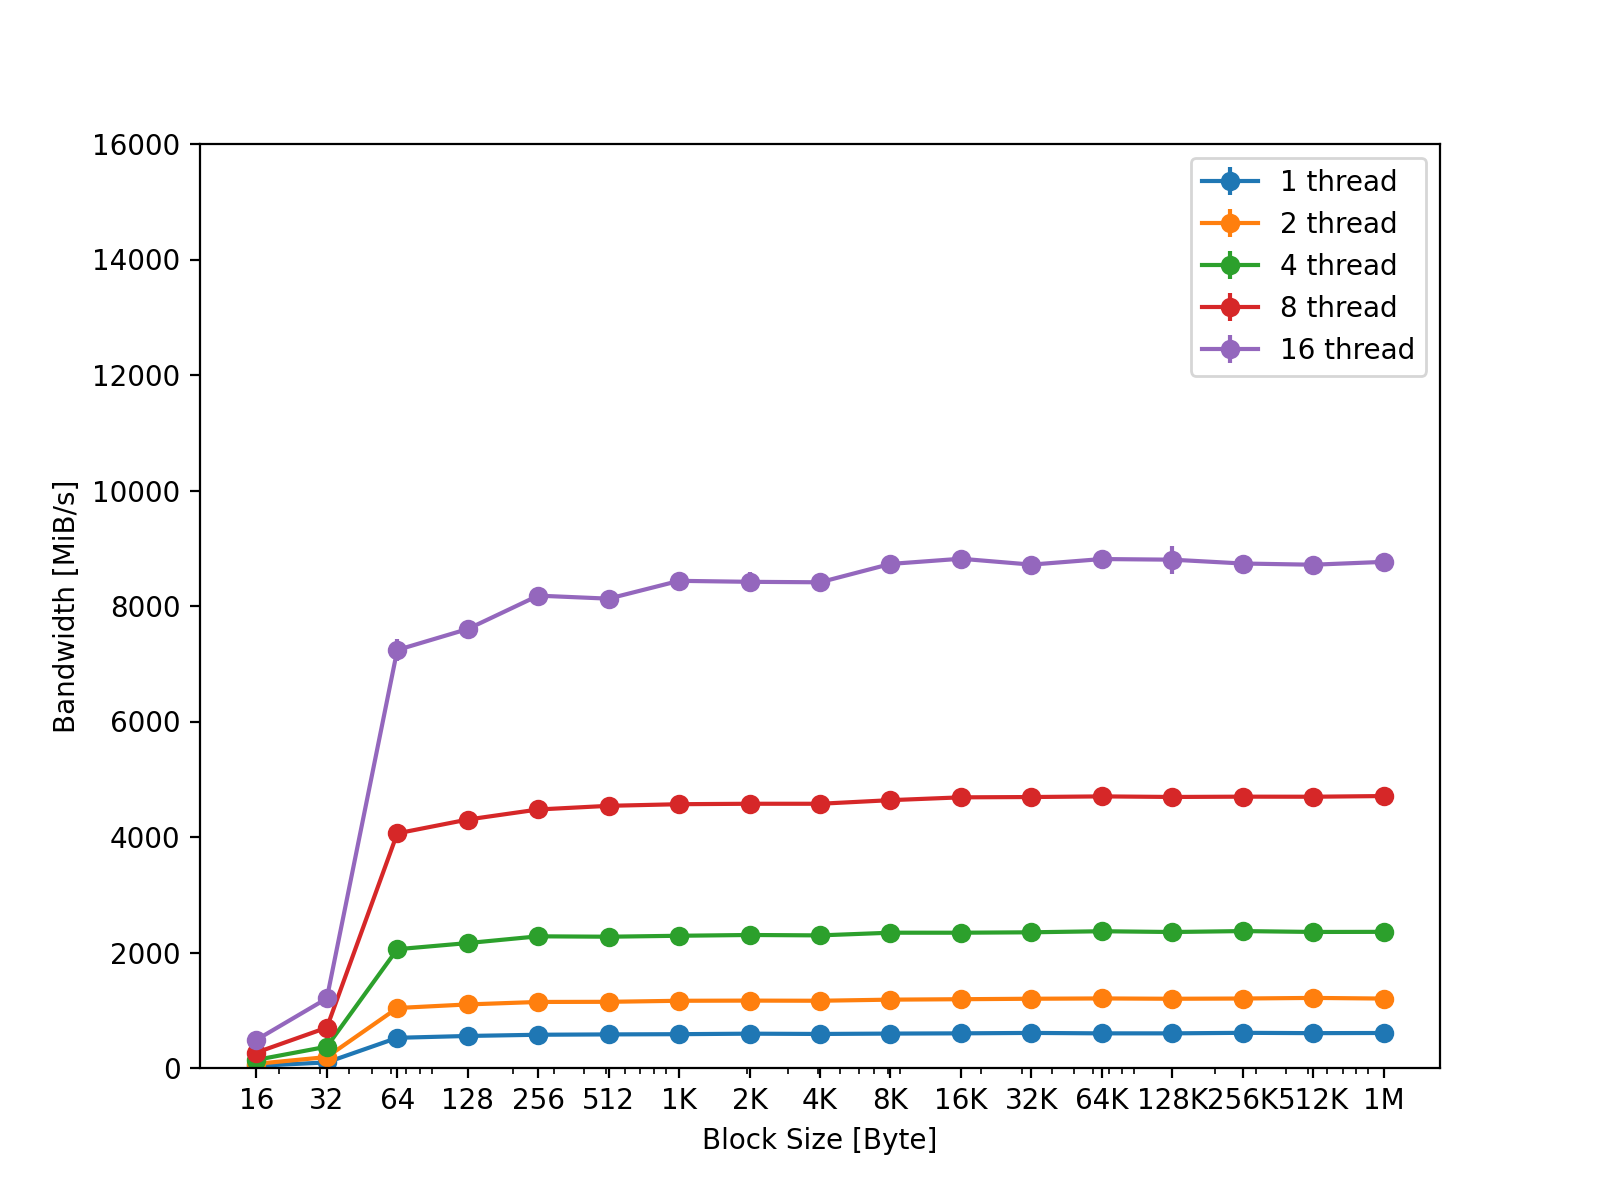 16000
14000
12000
10000
8000
6000
4000
2000
0
Bandwidth [MiB/s]
1 thread
2 thread
4 thread
8 thread
16 thread
16 32 64 128 256 512 1K 2K 4K 8K 16K 32K 64K 128K 256K 512K 1M
Block Size [Byte]